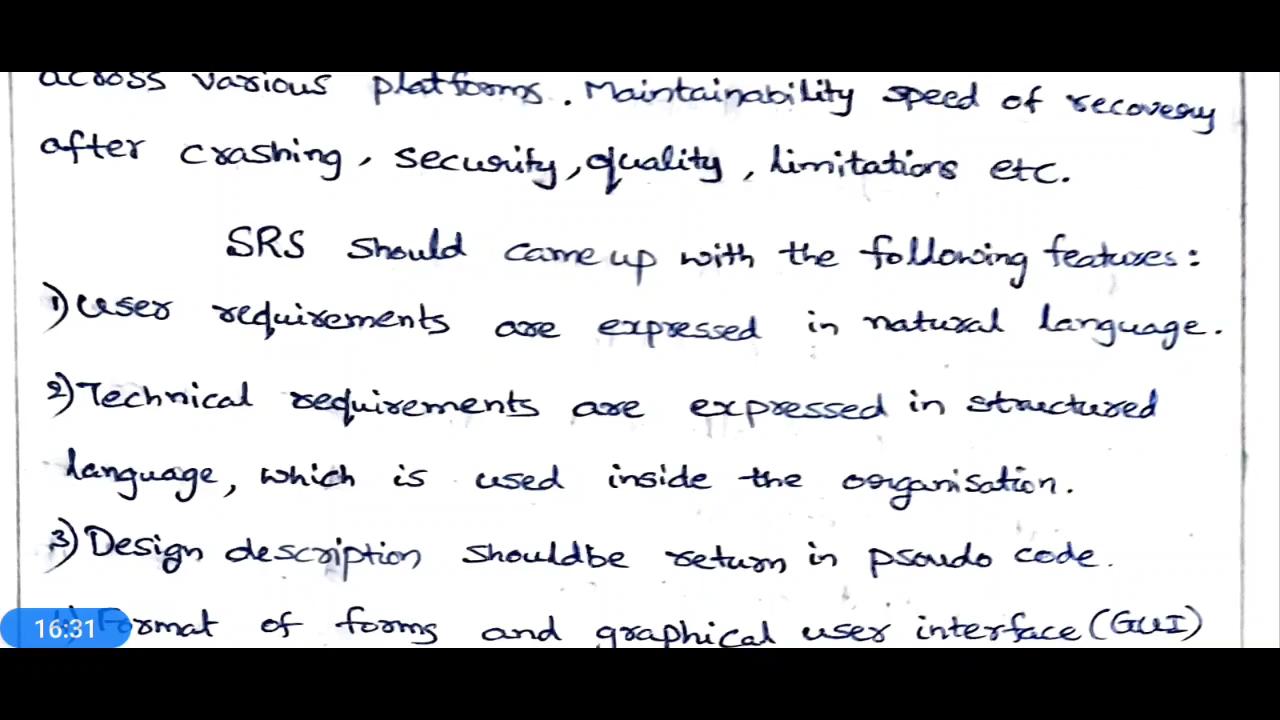 across various platforms. Maintainability speed of recovery
after crashing, security, quality, limitations etc.
SRS should came up with the following features:
1) User requirements are expressed in natural language.
2) Technical requirements are expressed in structured
language, which is used inside the organisation.
3) Design description shouldbe return in psoudo code.
4) Format of forms and graphical user interface (GUI)
16:31